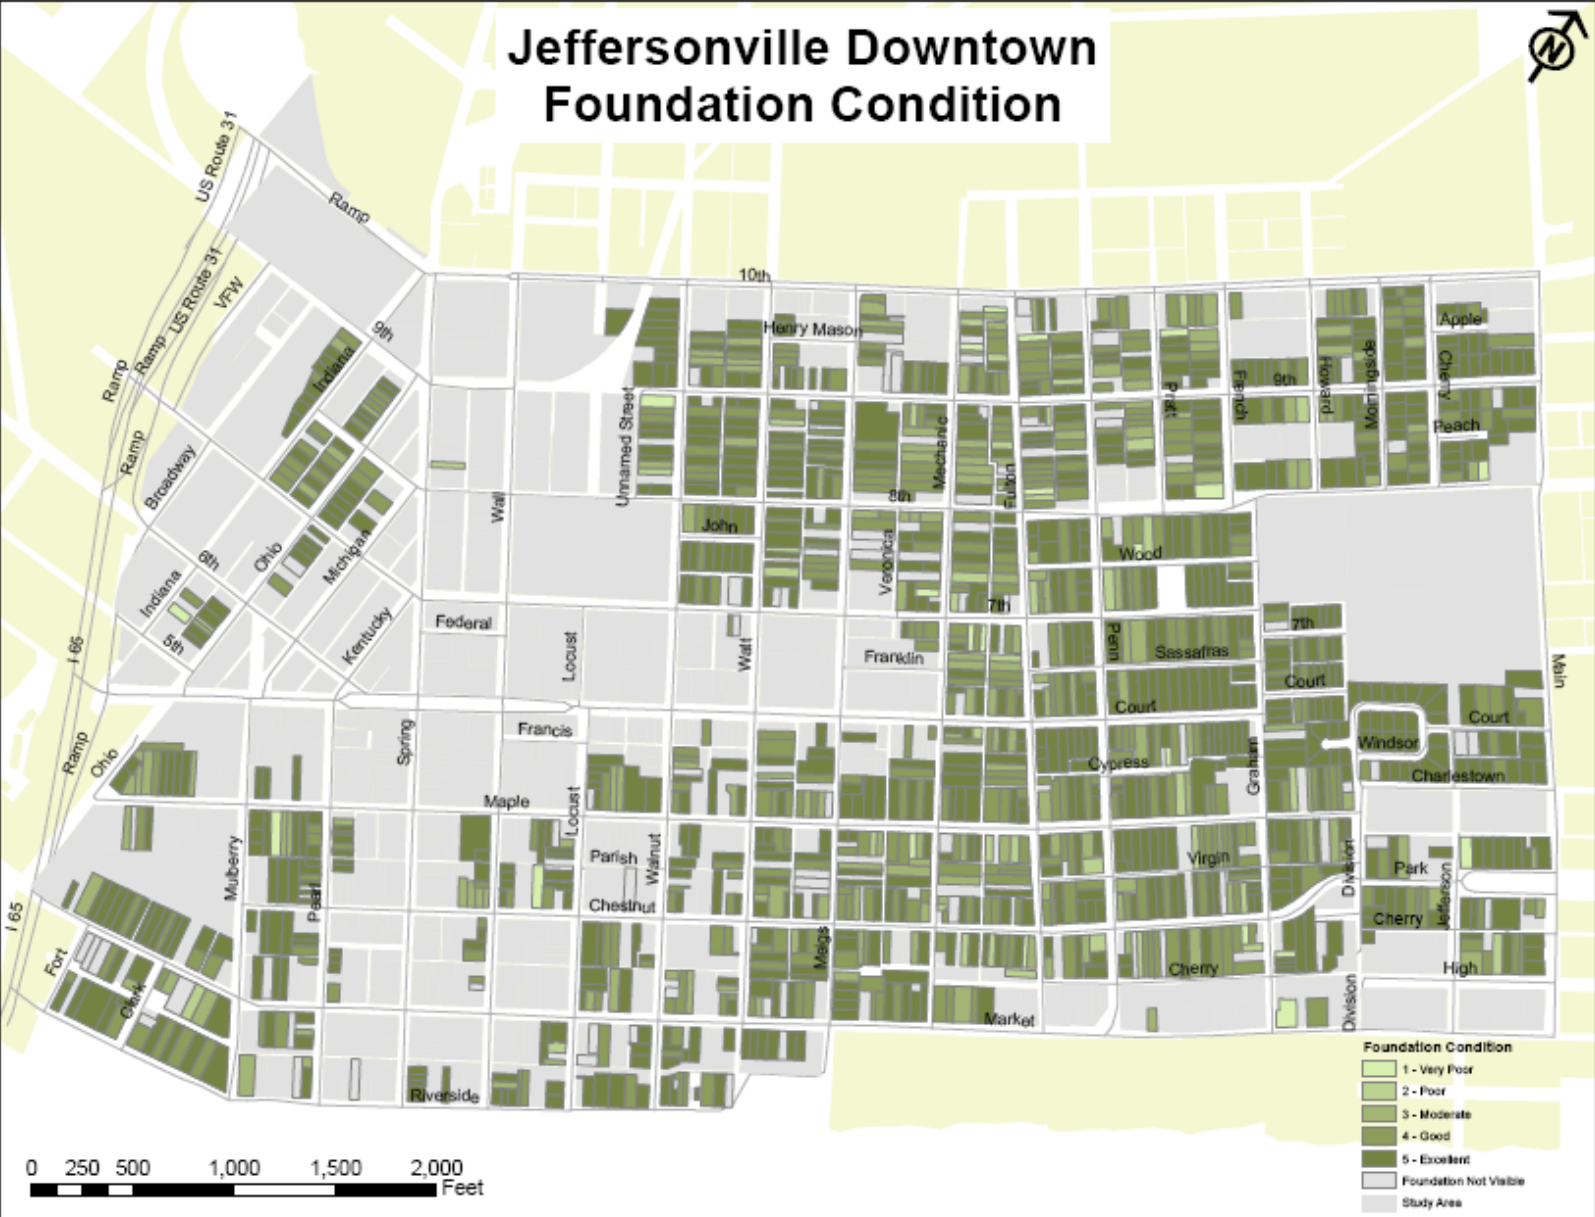 Jeffersonville Downtown
Foundation Condition
N
US Route 31
Ramp
US Route 31
VFW
10th
Henry Mason
Apple
9th
Indiana
Ramp
Ramp
Unnamed Street
Mechanic
Pratt
French
9th
Howard
Morningside
Cherry
Peach
Ramp
Broadway
Wall
8th
Fulton
John
Wood
6th
Ohio
Michigan
Veronica
Indiana
7th
5th
Kentucky
Federal
Locust
Watt
Franklin
Penn
Sassafras
7th
I 65
Court
Court
Main
Ramp
Ohio
Spring
Francis
Cypress
Graham
Windsor
Court
Charlestown
Maple
Locust
Mulberry
Pearl
Parish
Walnut
Virgin
Division
Park
Jefferson
Chestnut
Cherry
I 65
Fort
Clark
Meigs
Cherry
High
Market
Division
Riverside
Foundation Condition
1 - Very Poor
2 - Poor
3 - Moderate
4 - Good
5 - Excellent
Foundation Not Visible
Study Area
0 250 500 1,000 1,500 2,000
Feet